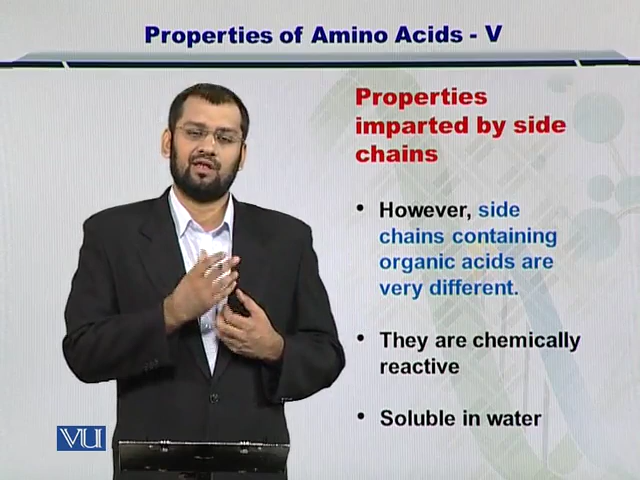 Properties of Amino Acids - V
Properties
imparted by side
chains
• However, side
chains containing
organic acids are
very different.
• They are chemically
reactive
• Soluble in water
VU